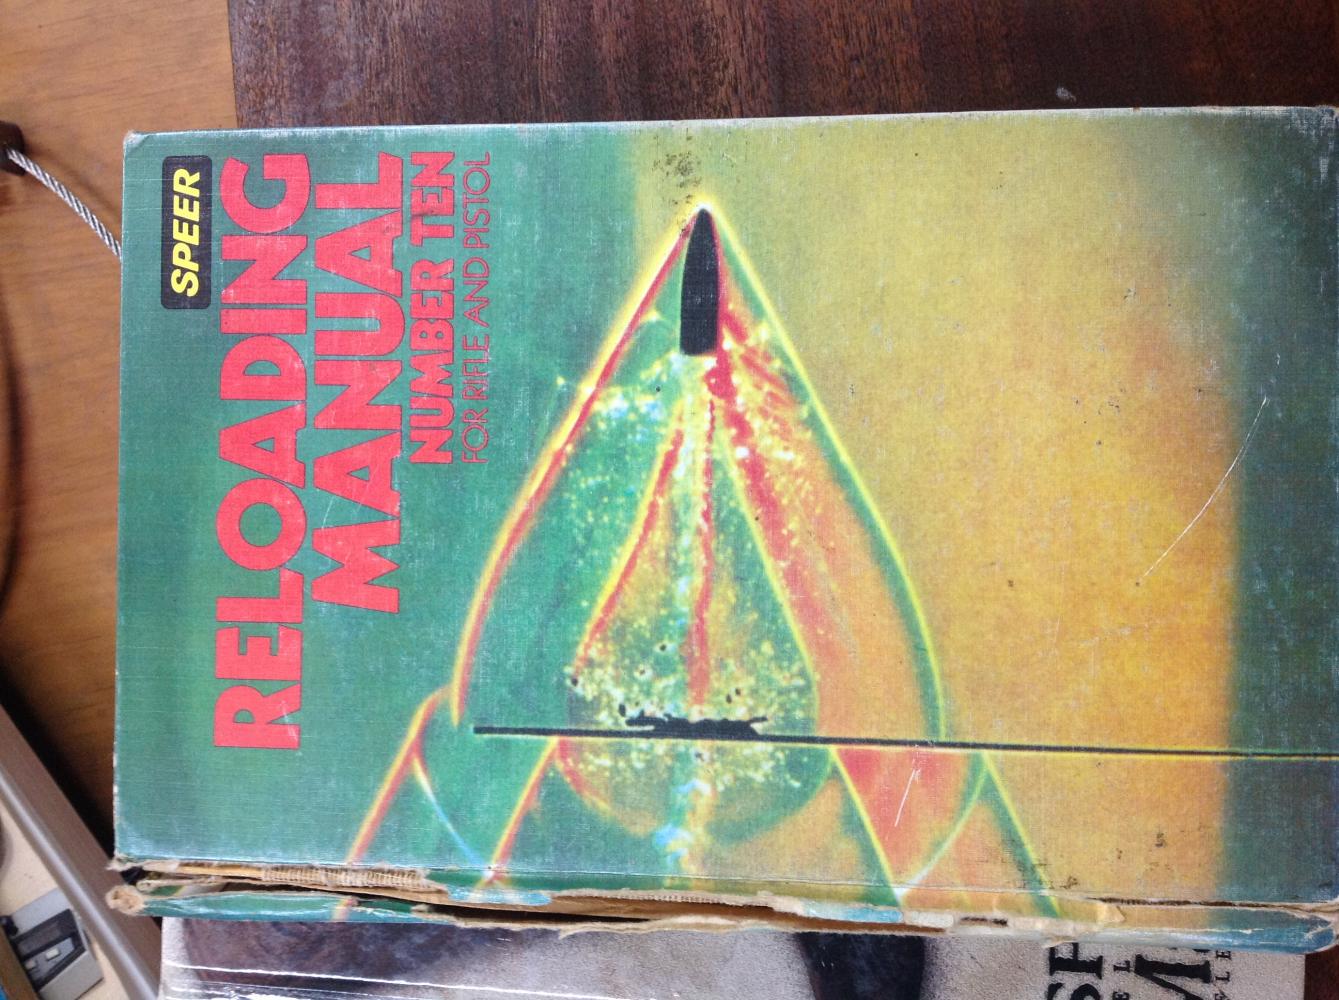 SPEER
RELOADING
MANUAL
NUMBER TEN
FOR RIFLE AND PISTOL